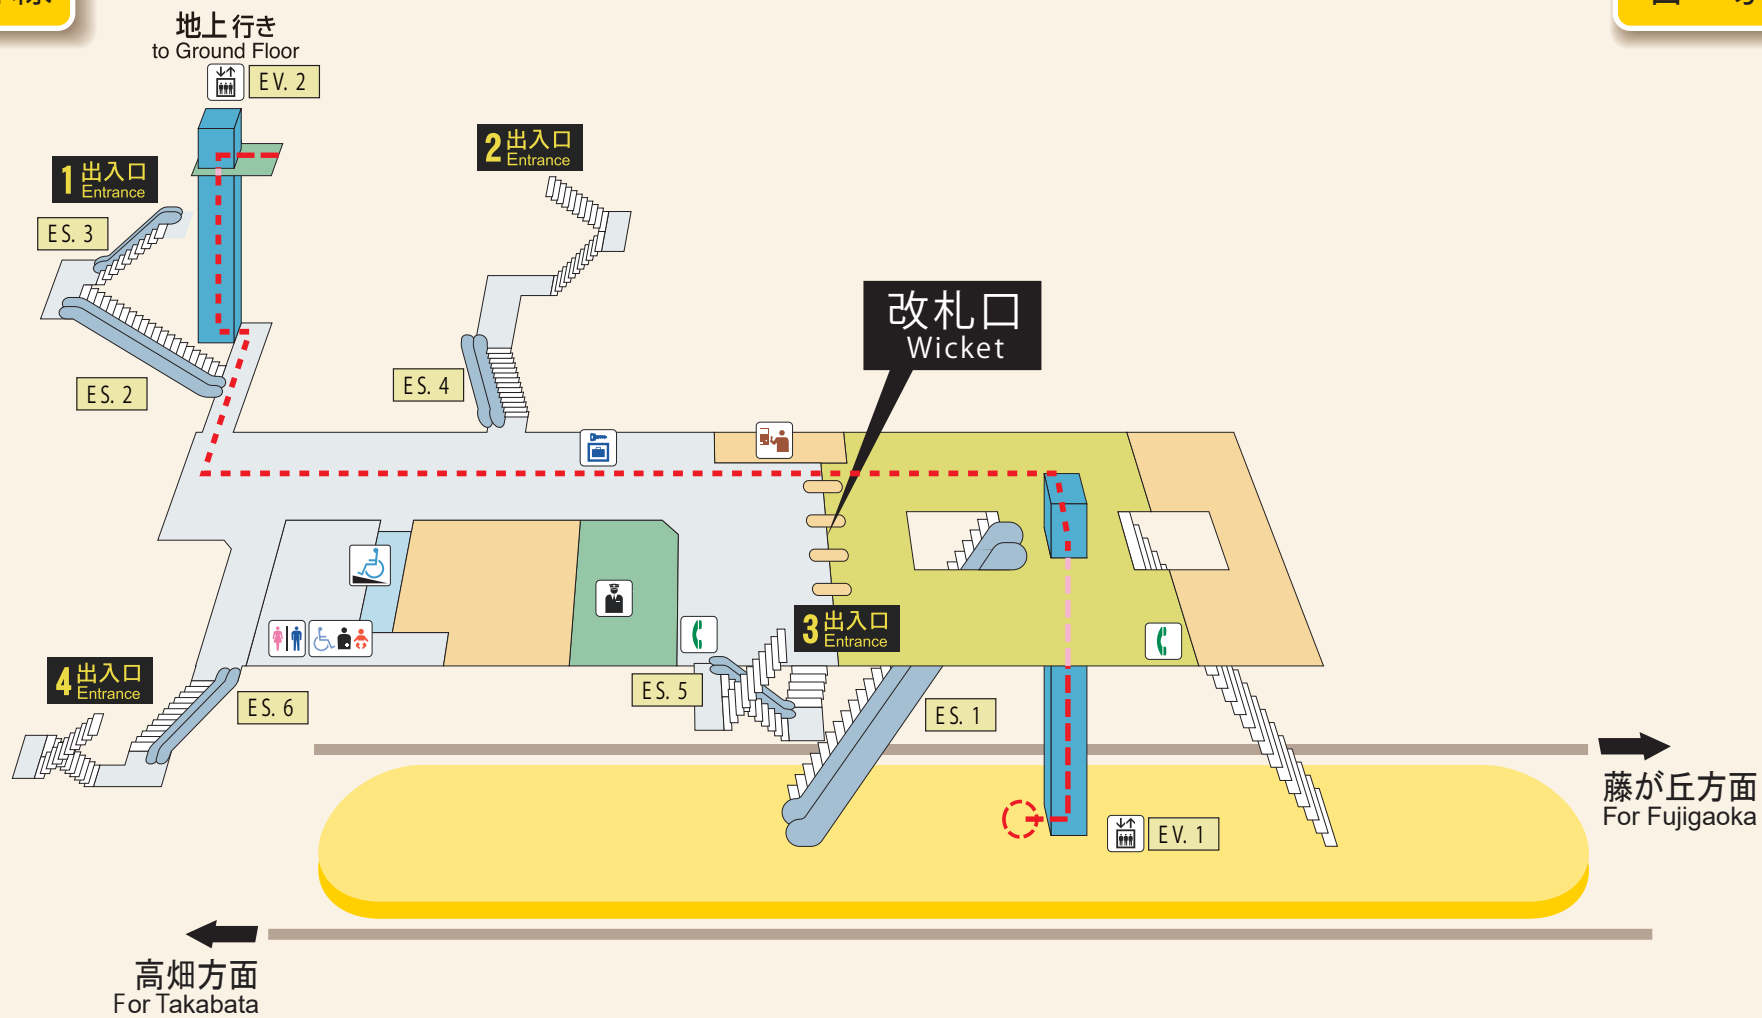 地上行き
to Ground Floor
EV. 2
1 出入口
Entrance
2 出入口
Entrance
ES. 3
改札口
Wicket
ES. 2
ES. 4
3 出入口
Entrance
4 出入口
Entrance
ES. 5
ES. 6
ES. 1
藤が丘方面
For Fujigaoka
EV. 1
高畑方面
For Takabata